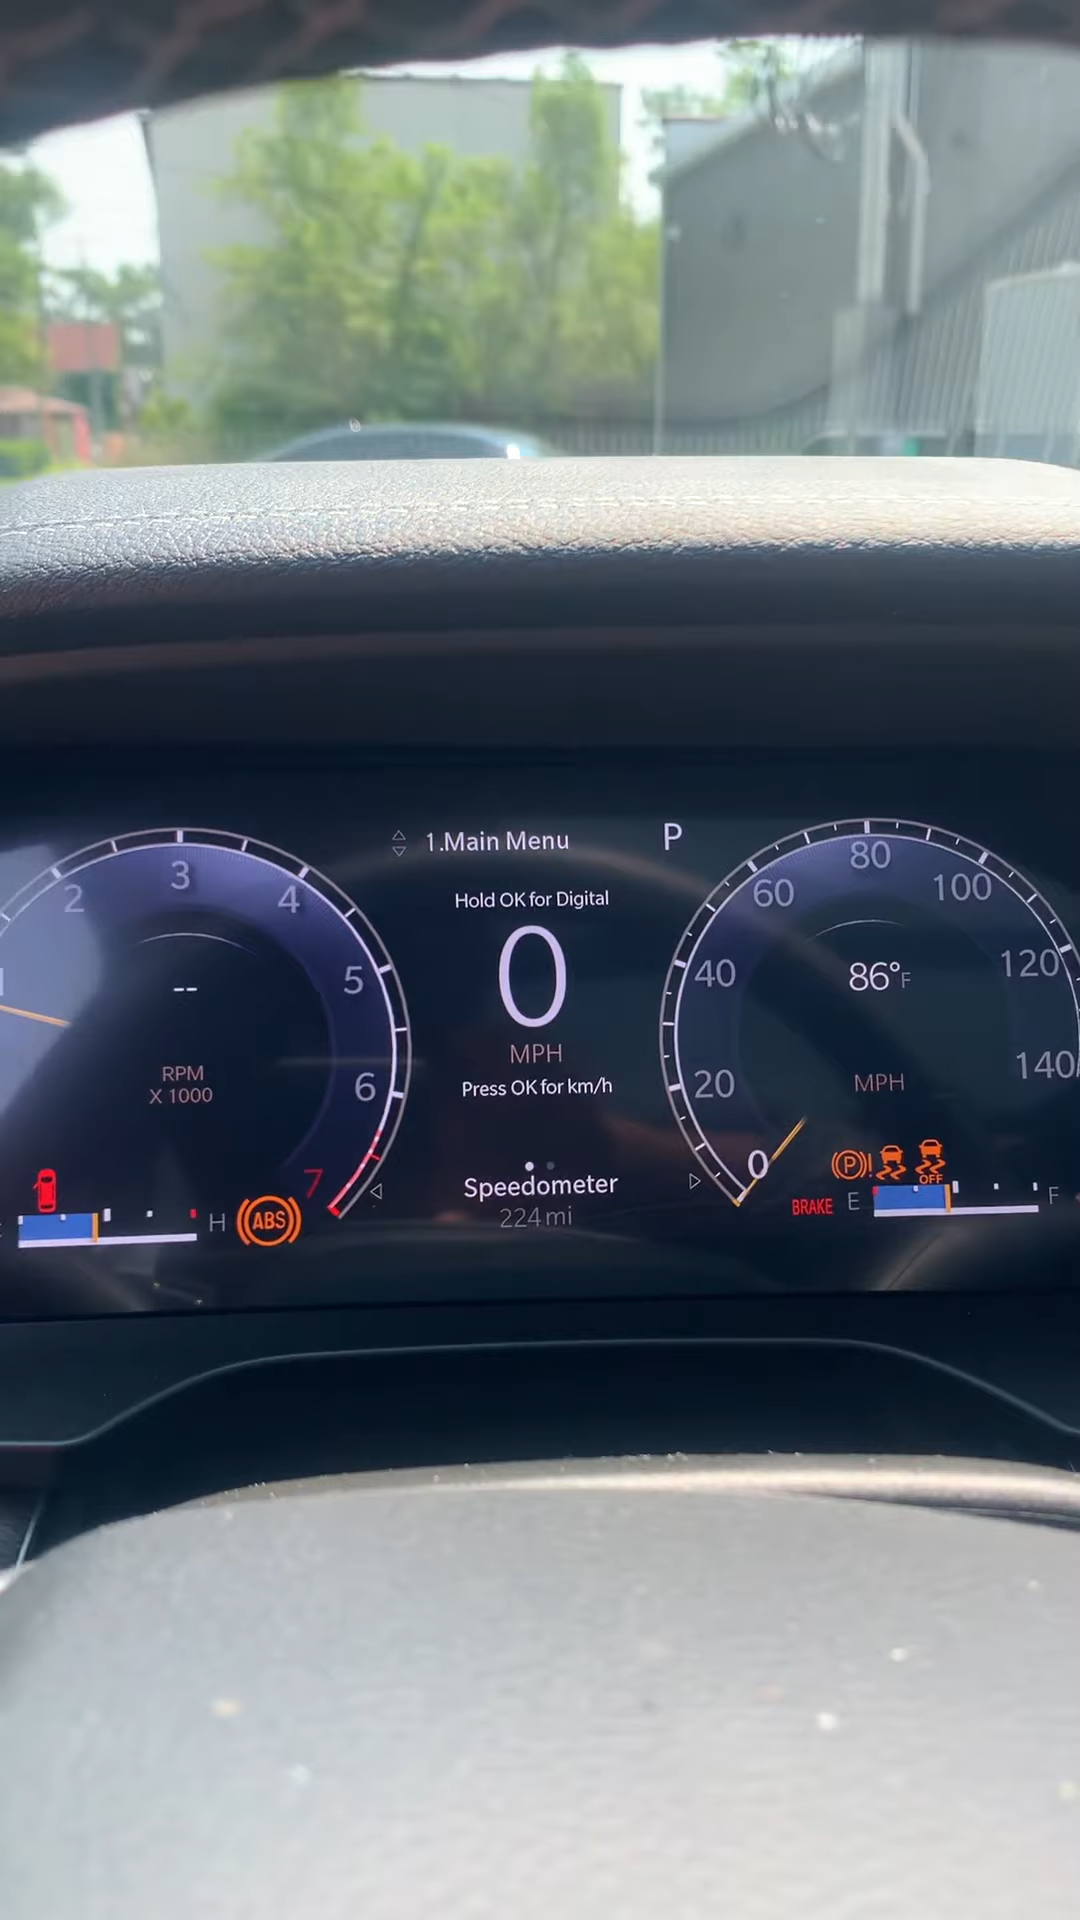 1.Main Menu
P
Hold OK for Digital
0
MPH
Press OK for km/h
Speedometer
224 mi
1
2
3
4
5
6
7
--
RPM
X 1000
H
ABS
0
20
40
60
80
100
120
140
86°F
MPH
P
OFF
BRAKE
E
F